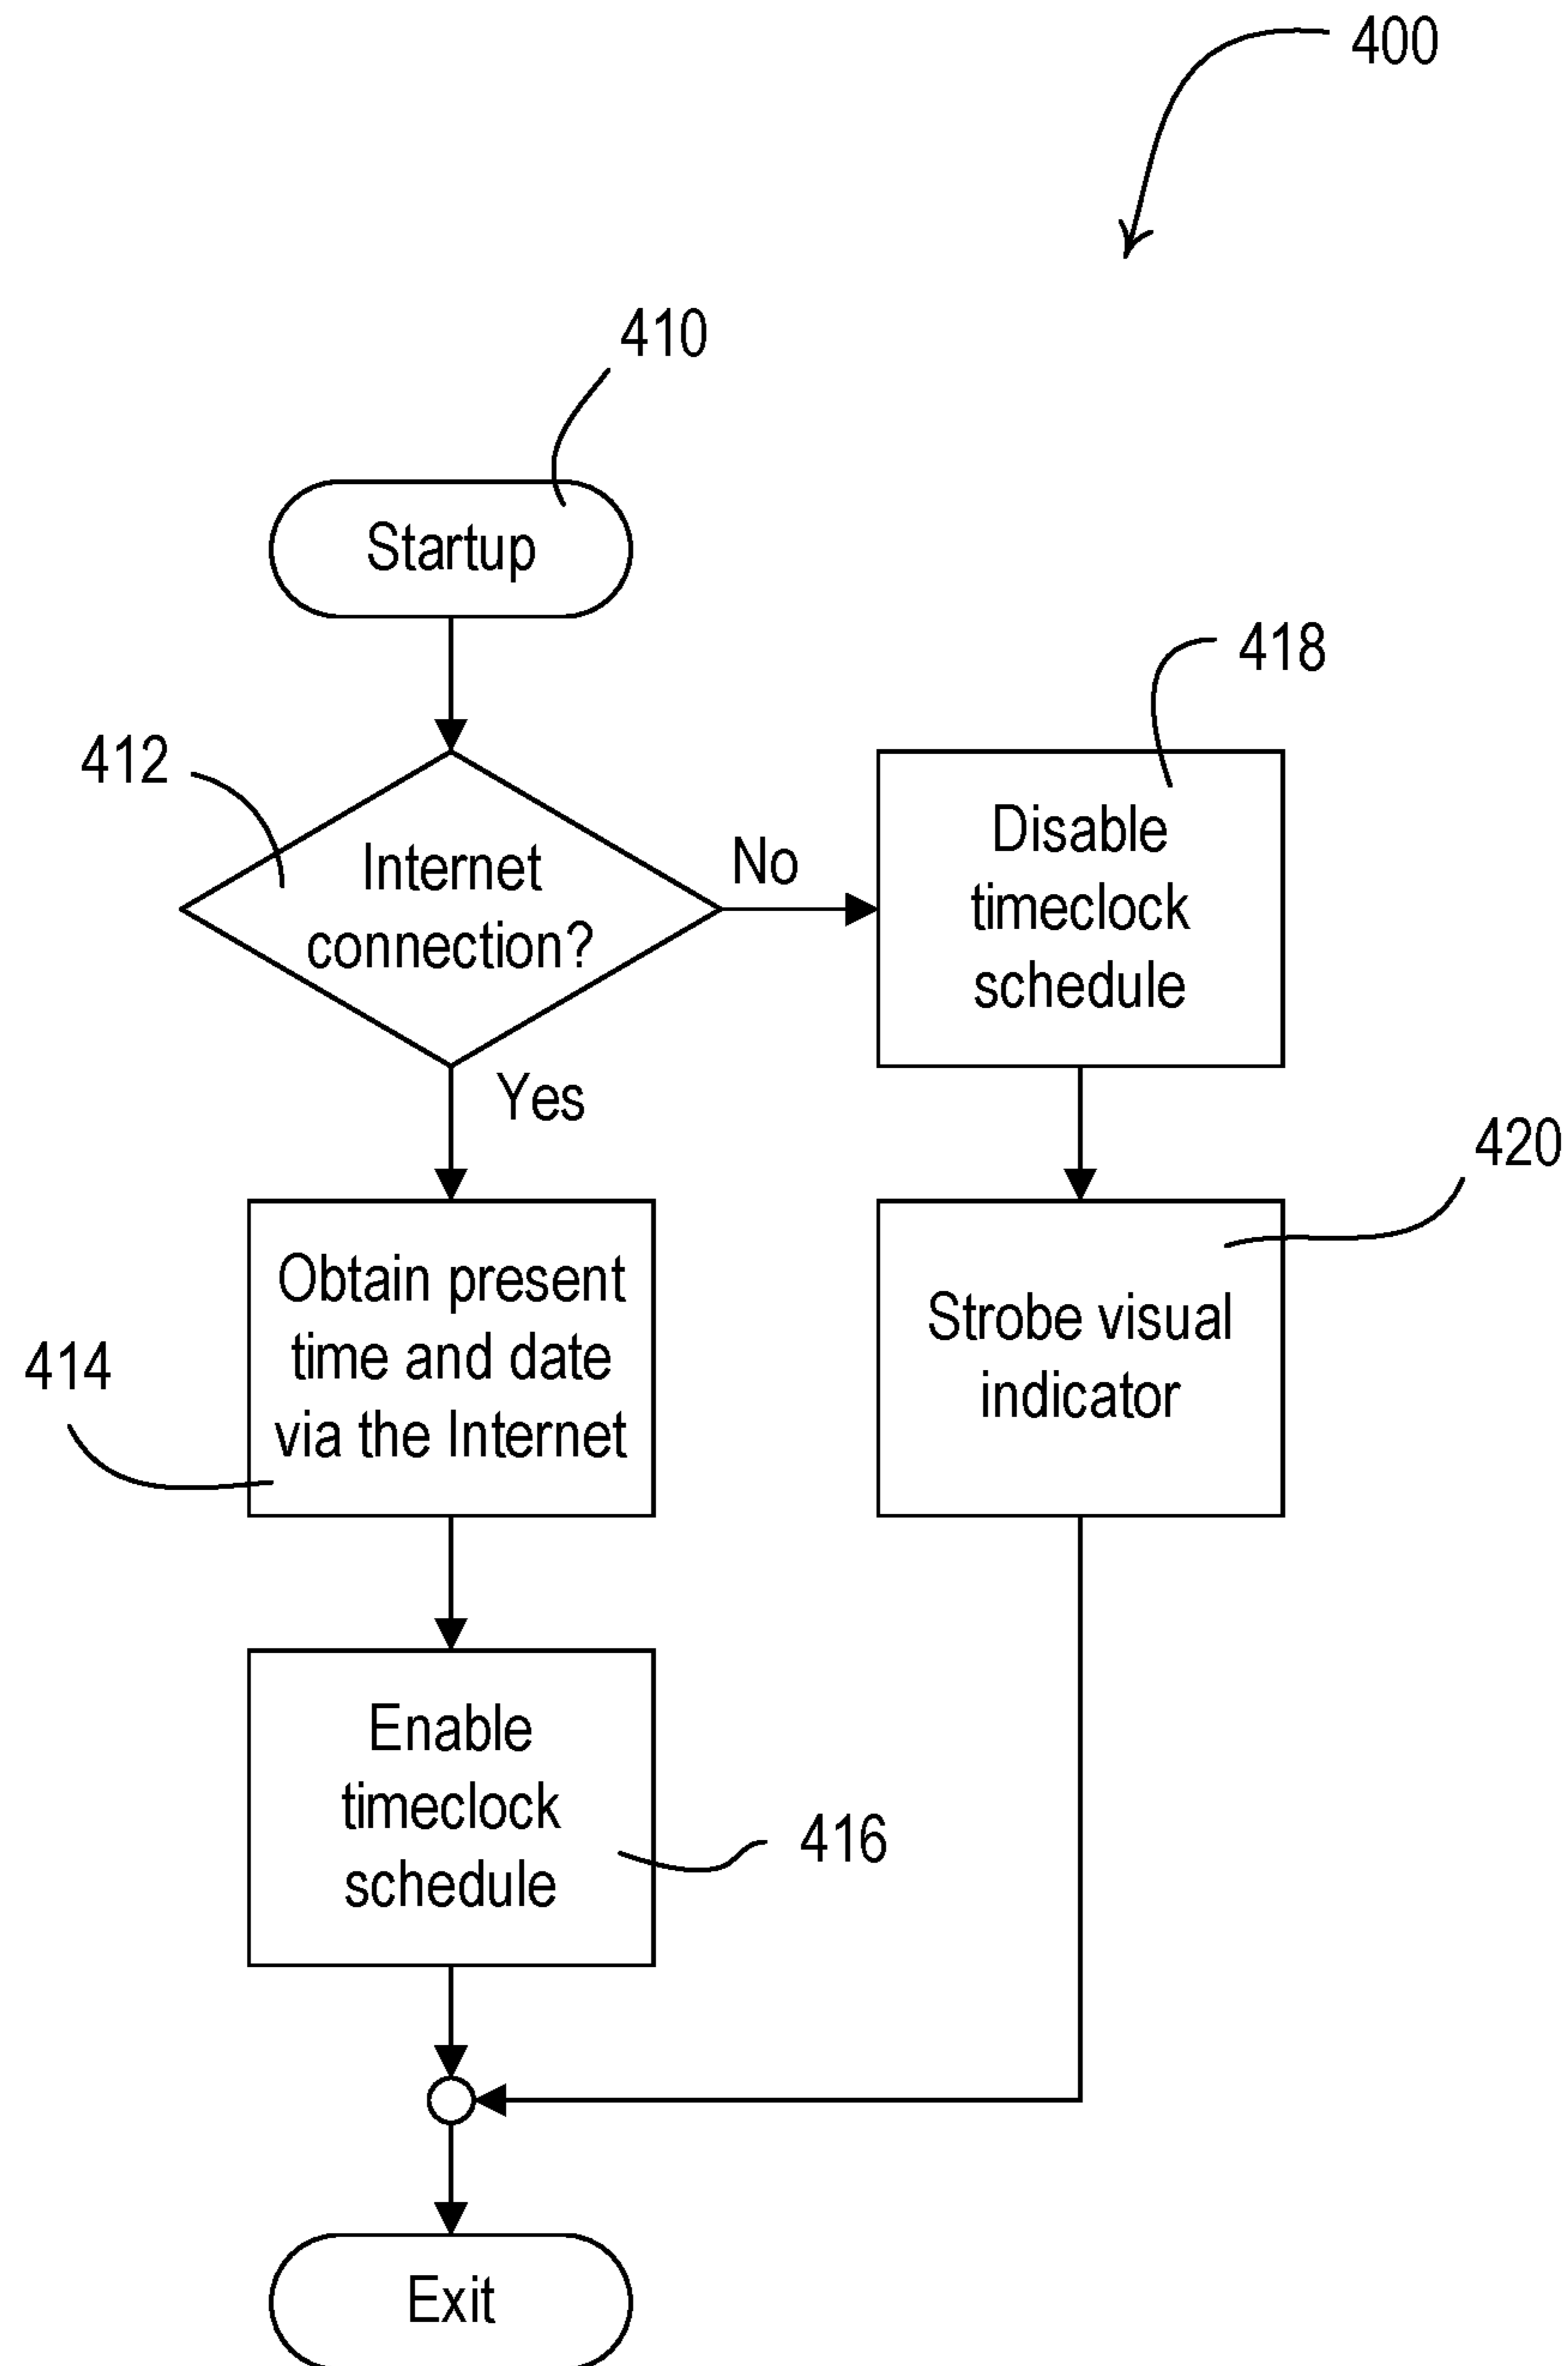 400
410
Startup
418
412
Internet
connection?
No
Disable
timeclock
schedule
Yes
420
Obtain present
time and date
via the Internet
414
Strobe visual
indicator
Enable
timeclock
schedule
416
Exit